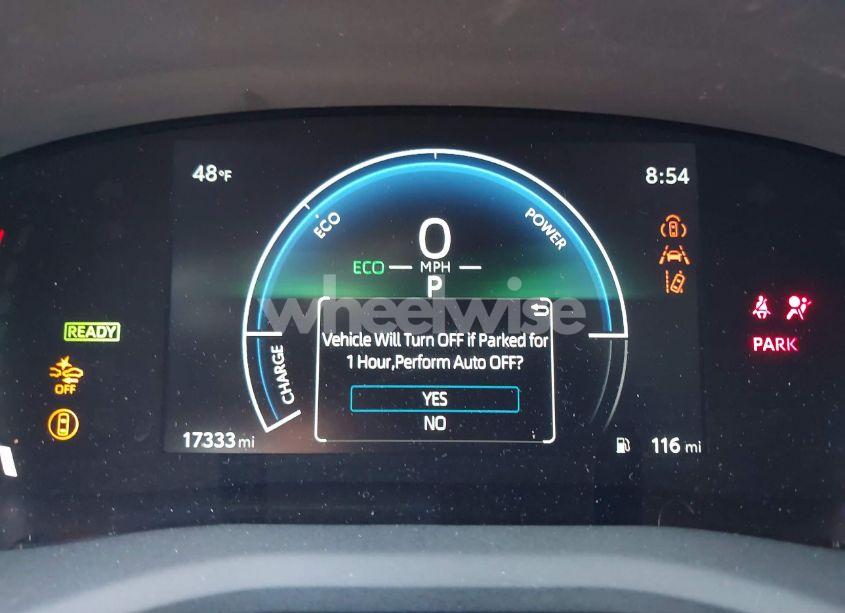 48°F
8:54
ECO
POWER
0
ECO MPH
P
wheelwise
READY
Vehicle Will Turn OFF if Parked for
1 Hour,Perform Auto OFF?
PARK
CHARGE
OFF
YES
NO
17333 mi
116 mi